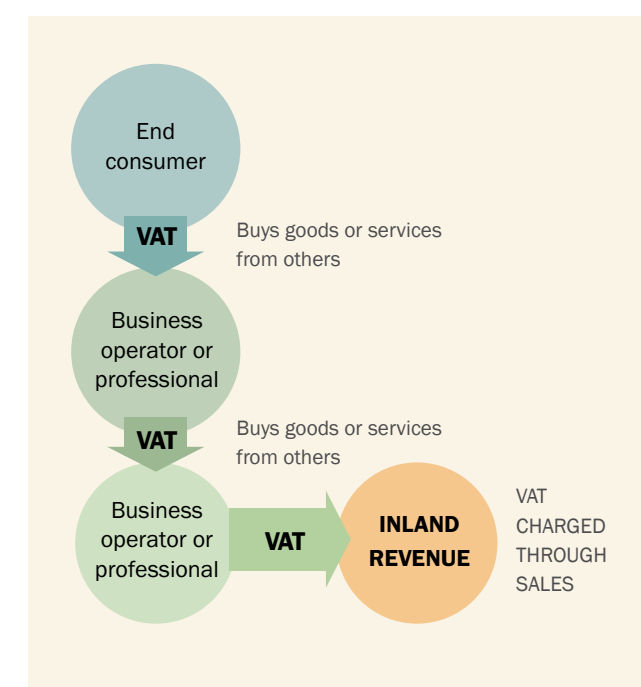 End
consumer
VAT
Buys goods or services
from others
Business
operator or
professional
VAT
Buys goods or services
from others
Business
operator or
professional
VAT
INLAND
REVENUE
VAT
CHARGED
THROUGH
SALES